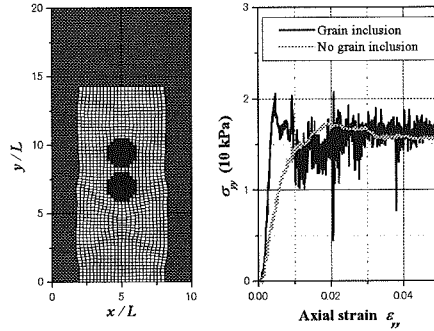 20
15
10
5
0
y / L
0
5
10
x / L
3
2
1
0
σyy (10 kPa)
Grain inclusion
No grain inclusion
0.00
0.02
0.04
Axial strain εyy